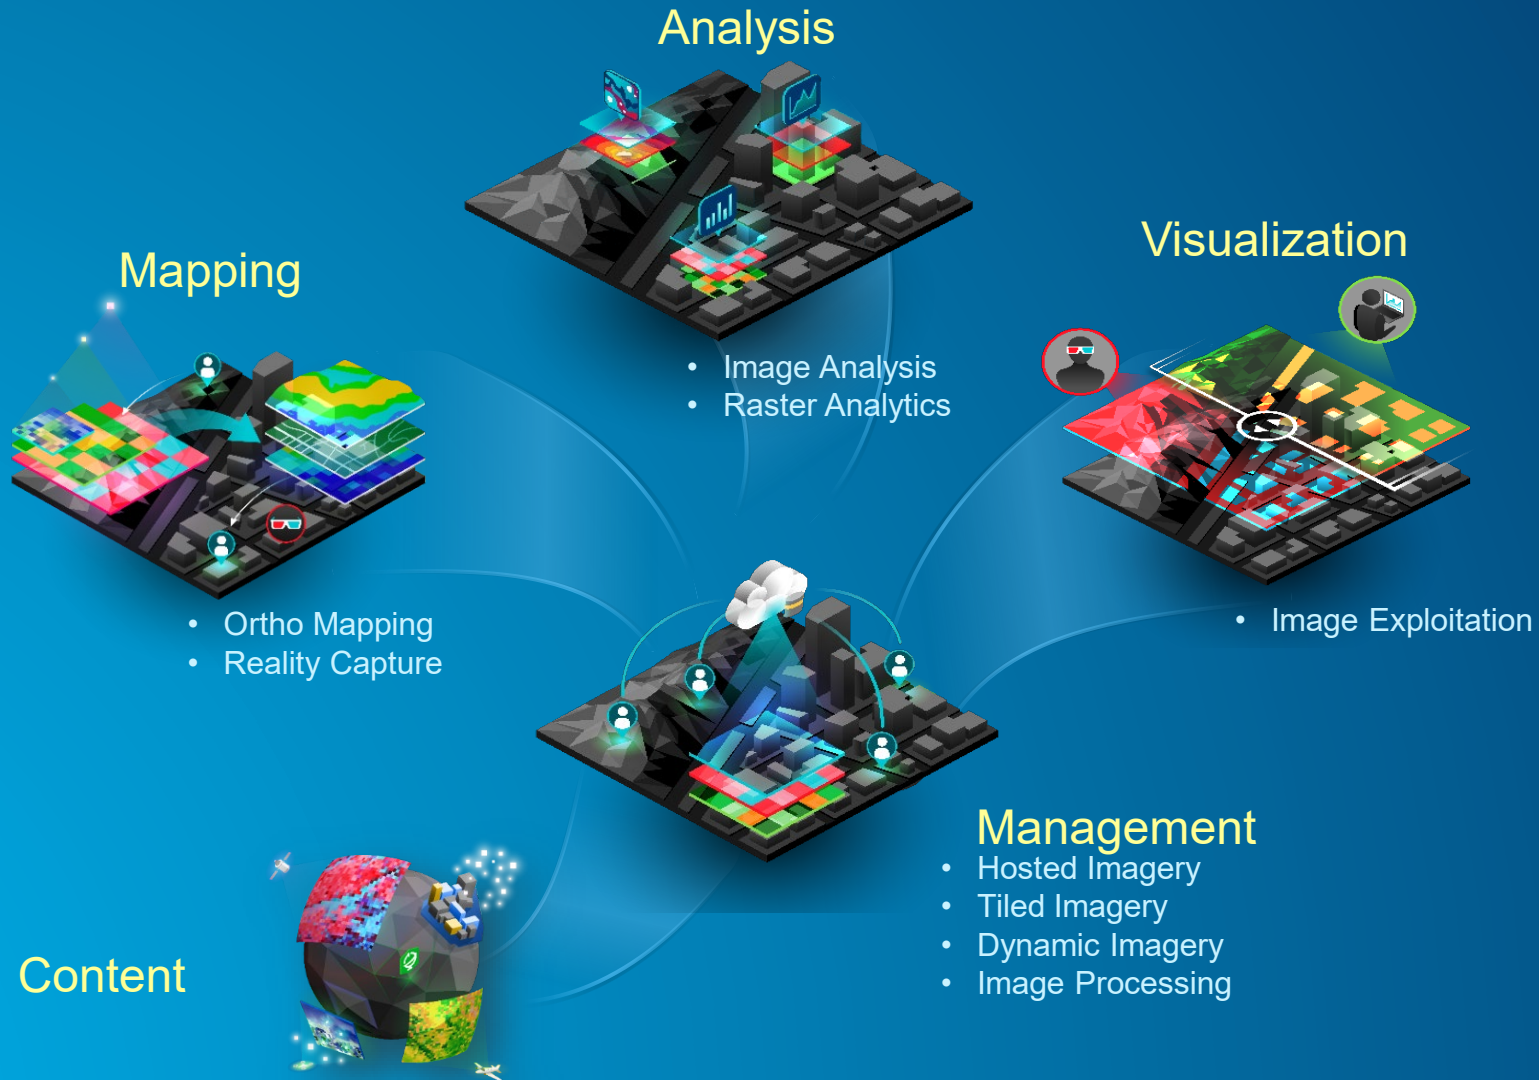 Analysis
• Image Analysis
• Raster Analytics
Mapping
• Ortho Mapping
• Reality Capture
Visualization
• Image Exploitation
Management
• Hosted Imagery
• Tiled Imagery
• Dynamic Imagery
• Image Processing
Content